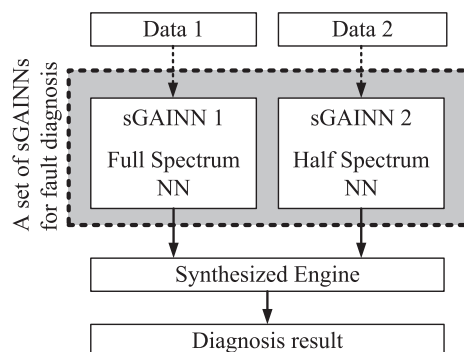 Data 1
Data 2
A set of sGAINNs
for fault diagnosis
sGAINN 1
Full Spectrum
NN
sGAINN 2
Half Spectrum
NN
Synthesized Engine
Diagnosis result